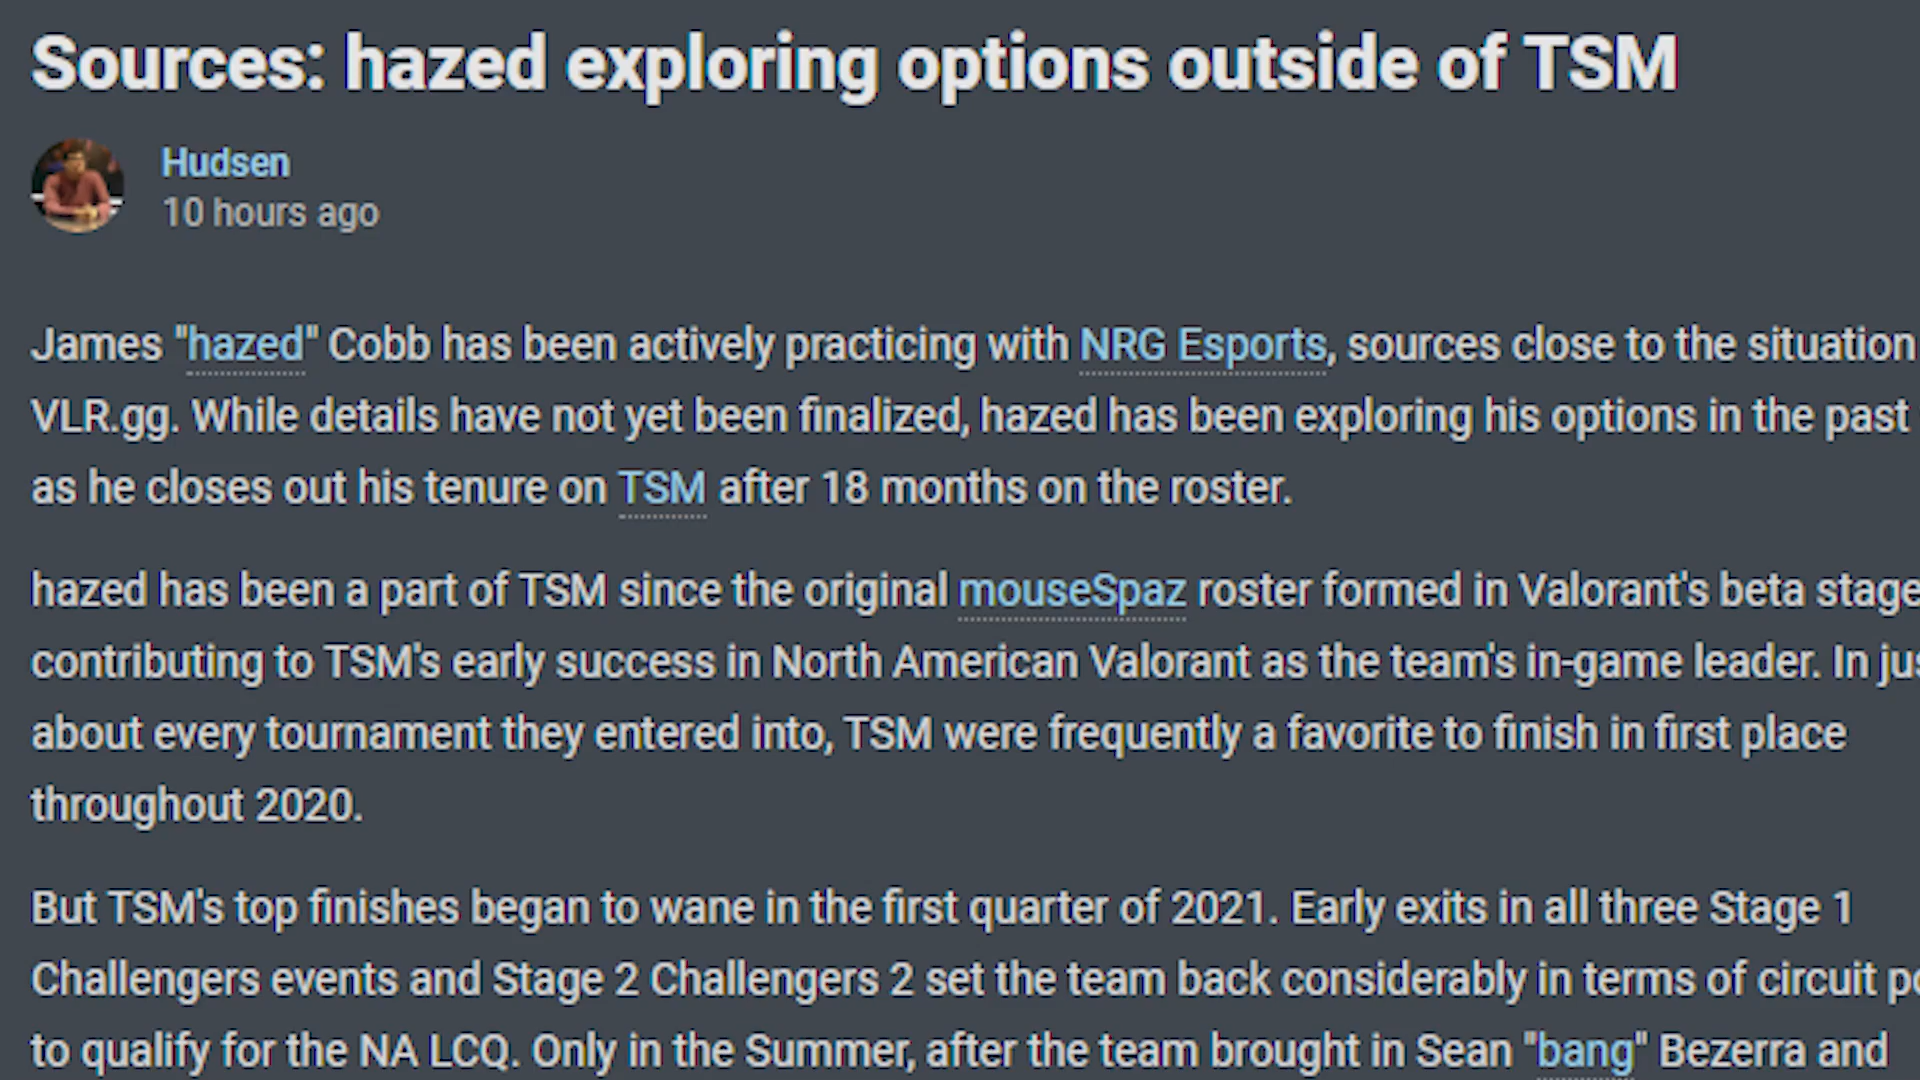 Sources: hazed exploring options outside of TSM
Hudsen
10 hours ago
James "hazed" Cobb has been actively practicing with NRG Esports, sources close to the situation
VLR.gg. While details have not yet been finalized, hazed has been exploring his options in the past
as he closes out his tenure on TSM after 18 months on the roster.
hazed has been a part of TSM since the original mouseSpaz roster formed in Valorant's beta stage
contributing to TSM's early success in North American Valorant as the team's in-game leader. In
about every tournament they entered into, TSM were frequently a favorite to finish in first place
throughout 2020.
But TSM's top finishes began to wane in the first quarter of 2021. Early exits in all three Stage 1
Challengers events and Stage 2 Challengers 2 set the team back considerably in terms of circuit
to qualify for the NA LCQ. Only in the Summer, after the team brought in Sean "bang" Bezerra and